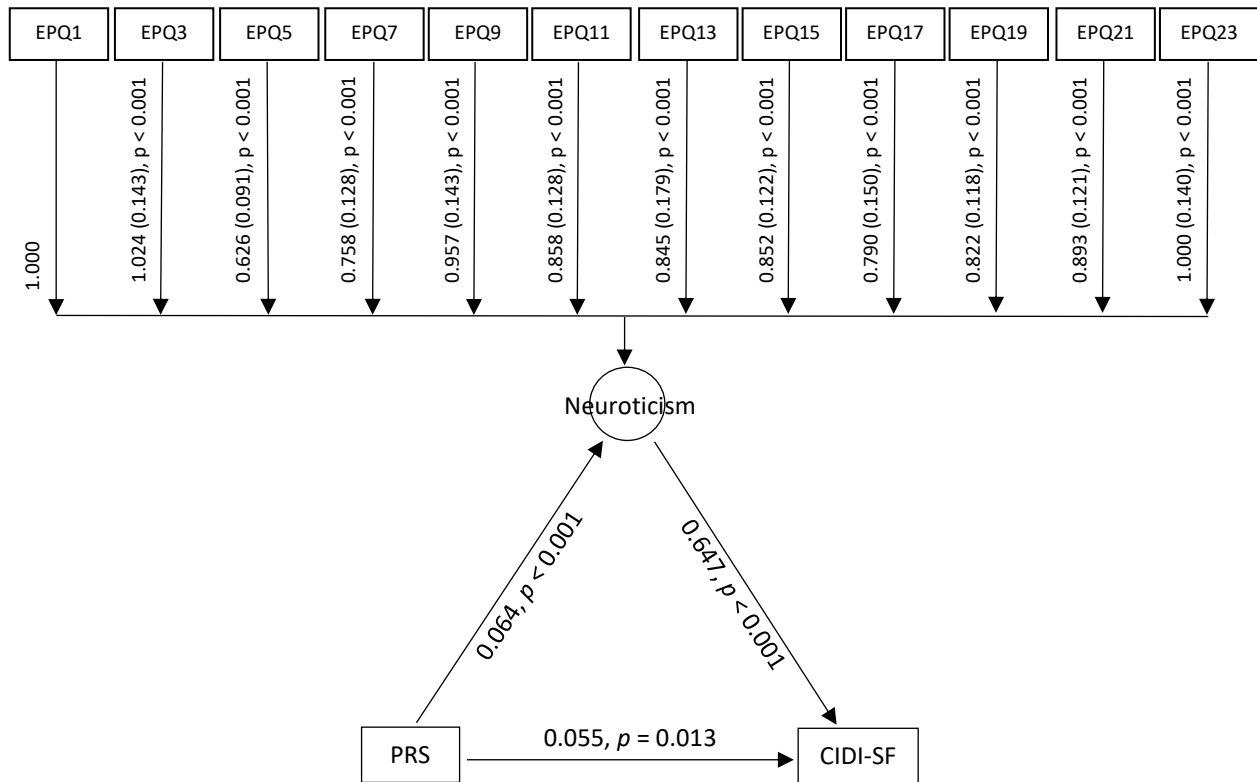 EPQ1
EPQ3
EPQ5
EPQ7
EPQ9
EPQ11
EPQ13
EPQ15
EPQ17
EPQ19
EPQ21
EPQ23
1.000
1.024 (0.143), p < 0.001
0.626 (0.091), p < 0.001
0.758 (0.128), p < 0.001
0.957 (0.143), p < 0.001
0.858 (0.128), p < 0.001
0.845 (0.179), p < 0.001
0.852 (0.122), p < 0.001
0.790 (0.150), p < 0.001
0.822 (0.118), p < 0.001
0.893 (0.121), p < 0.001
1.000 (0.140), p < 0.001
Neuroticism
0.064, p < 0.001
0.647, p < 0.001
PRS
0.055, p = 0.013
CIDI-SF